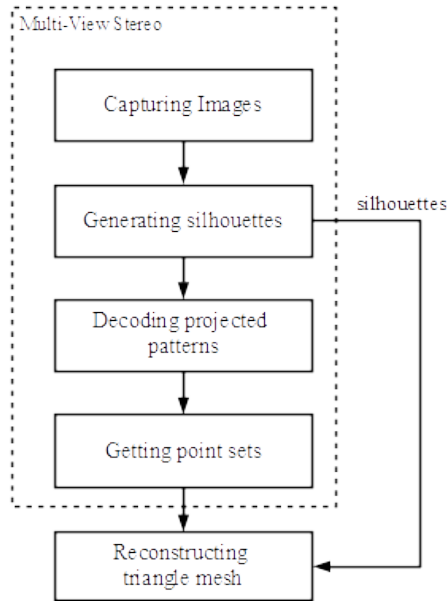 Multi-View Stereo
Capturing Images
Generating silhouettes
silhouettes
Decoding projected
patterns
Getting point sets
Reconstructing
triangle mesh